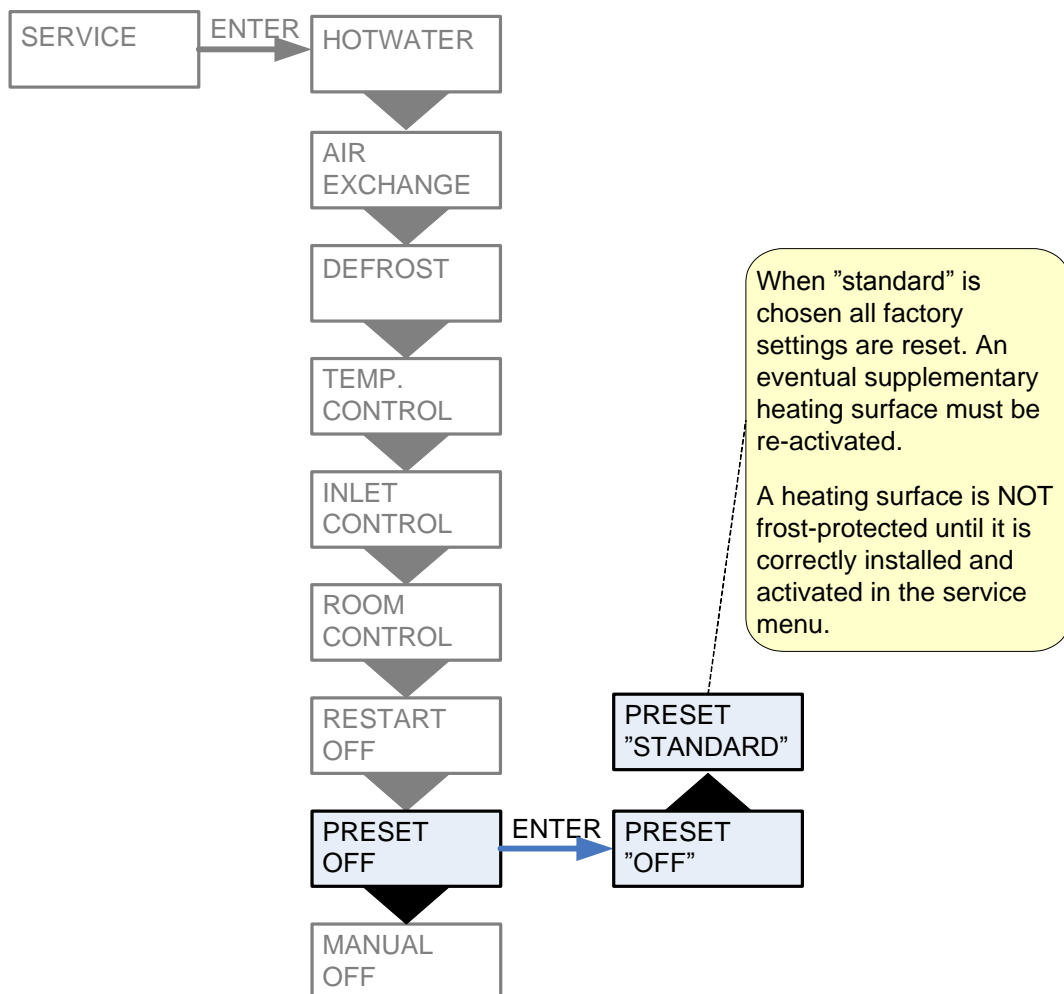 SERVICE
ENTER
HOTWATER
AIR
EXCHANGE
DEFROST
TEMP.
CONTROL
INLET
CONTROL
ROOM
CONTROL
RESTART
OFF
PRESET
OFF
ENTER
PRESET
”OFF”
PRESET
”STANDARD”
When ”standard” is
chosen all factory
settings are reset. An
eventual supplementary
heating surface must be
re-activated.
A heating surface is NOT
frost-protected until it is
correctly installed and
activated in the service
menu.
MANUAL
OFF